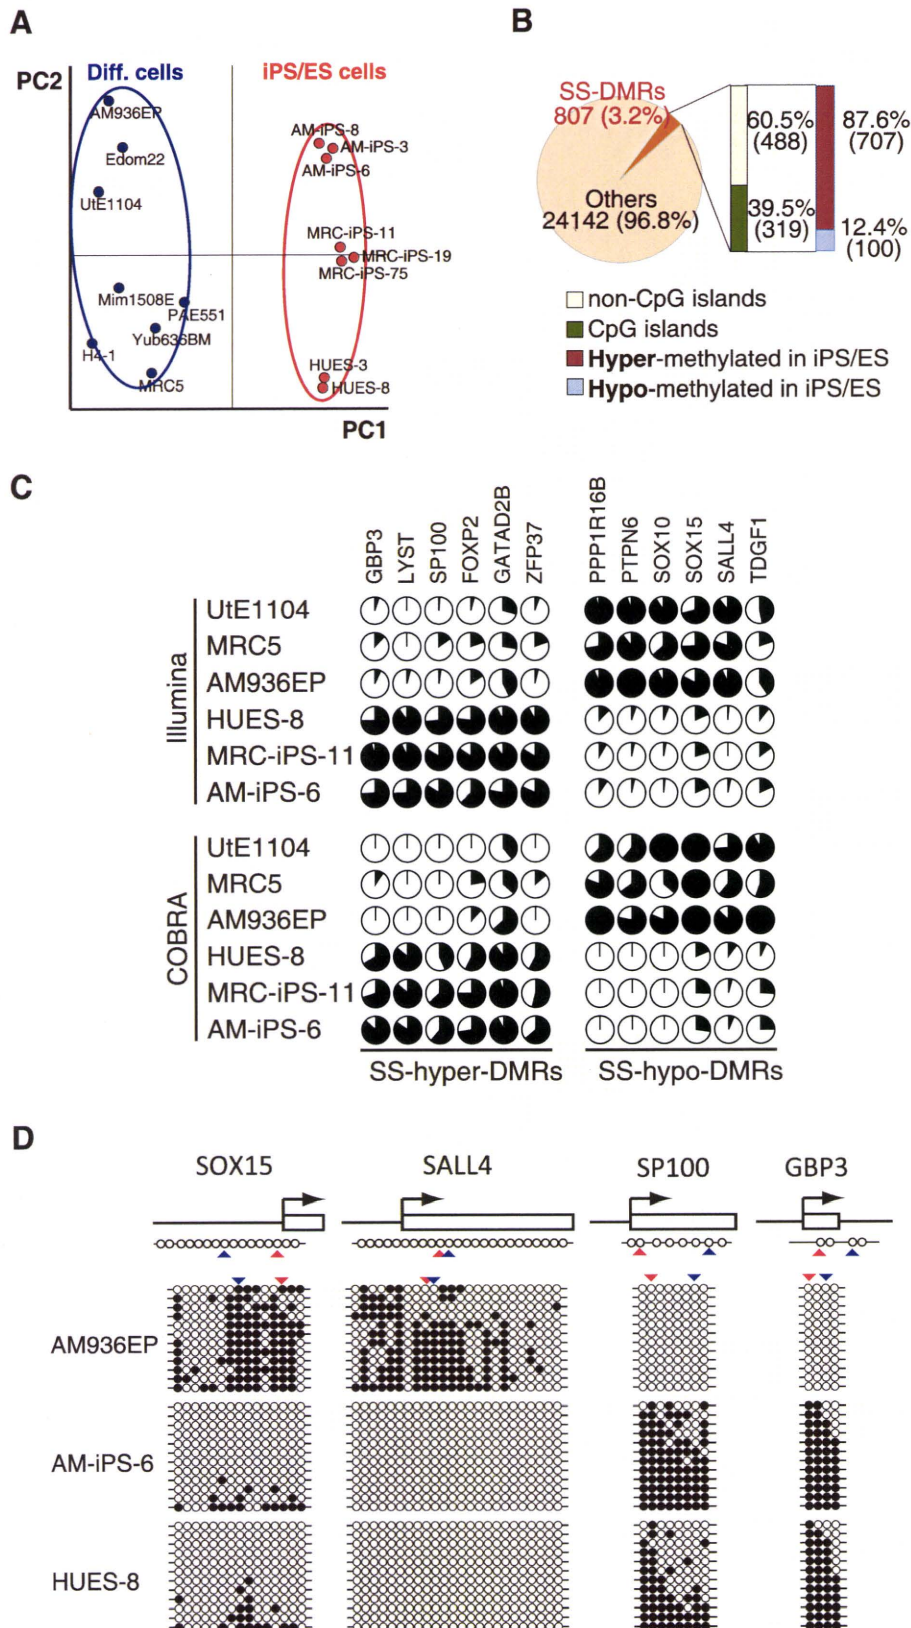 A
PC2
Diff. cells
iPS/ES cells
AM936EP
Edom22
UtE1104
Mim1508E
PAE551
Yub636BM
H4-1
MRC5
AM-iPS-8
AM-iPS-3
AM-iPS-6
MRC-iPS-11
MRC-iPS-19
MRC-iPS-75
HUES-3
HUES-8
PC1
B
SS-DMRs
807 (3.2%)
Others
24142 (96.8%)
60.5%
(488)
39.5%
(319)
87.6%
(707)
12.4%
(100)
non-CpG islands
CpG islands
Hyper-methylated in iPS/ES
Hypo-methylated in iPS/ES
C
GBP3
LYST
SP100
FOXP2
GATAD2B
ZFP37
PPP1R16B
PTPN6
SOX10
SOX15
SALL4
TDGF1
Illumina
UtE1104
MRC5
AM936EP
HUES-8
MRC-iPS-11
AM-iPS-6
COBRA
UtE1104
MRC5
AM936EP
HUES-8
MRC-iPS-11
AM-iPS-6
SS-hyper-DMRs
SS-hypo-DMRs
D
SOX15
SALL4
SP100
GBP3
AM936EP
AM-iPS-6
HUES-8